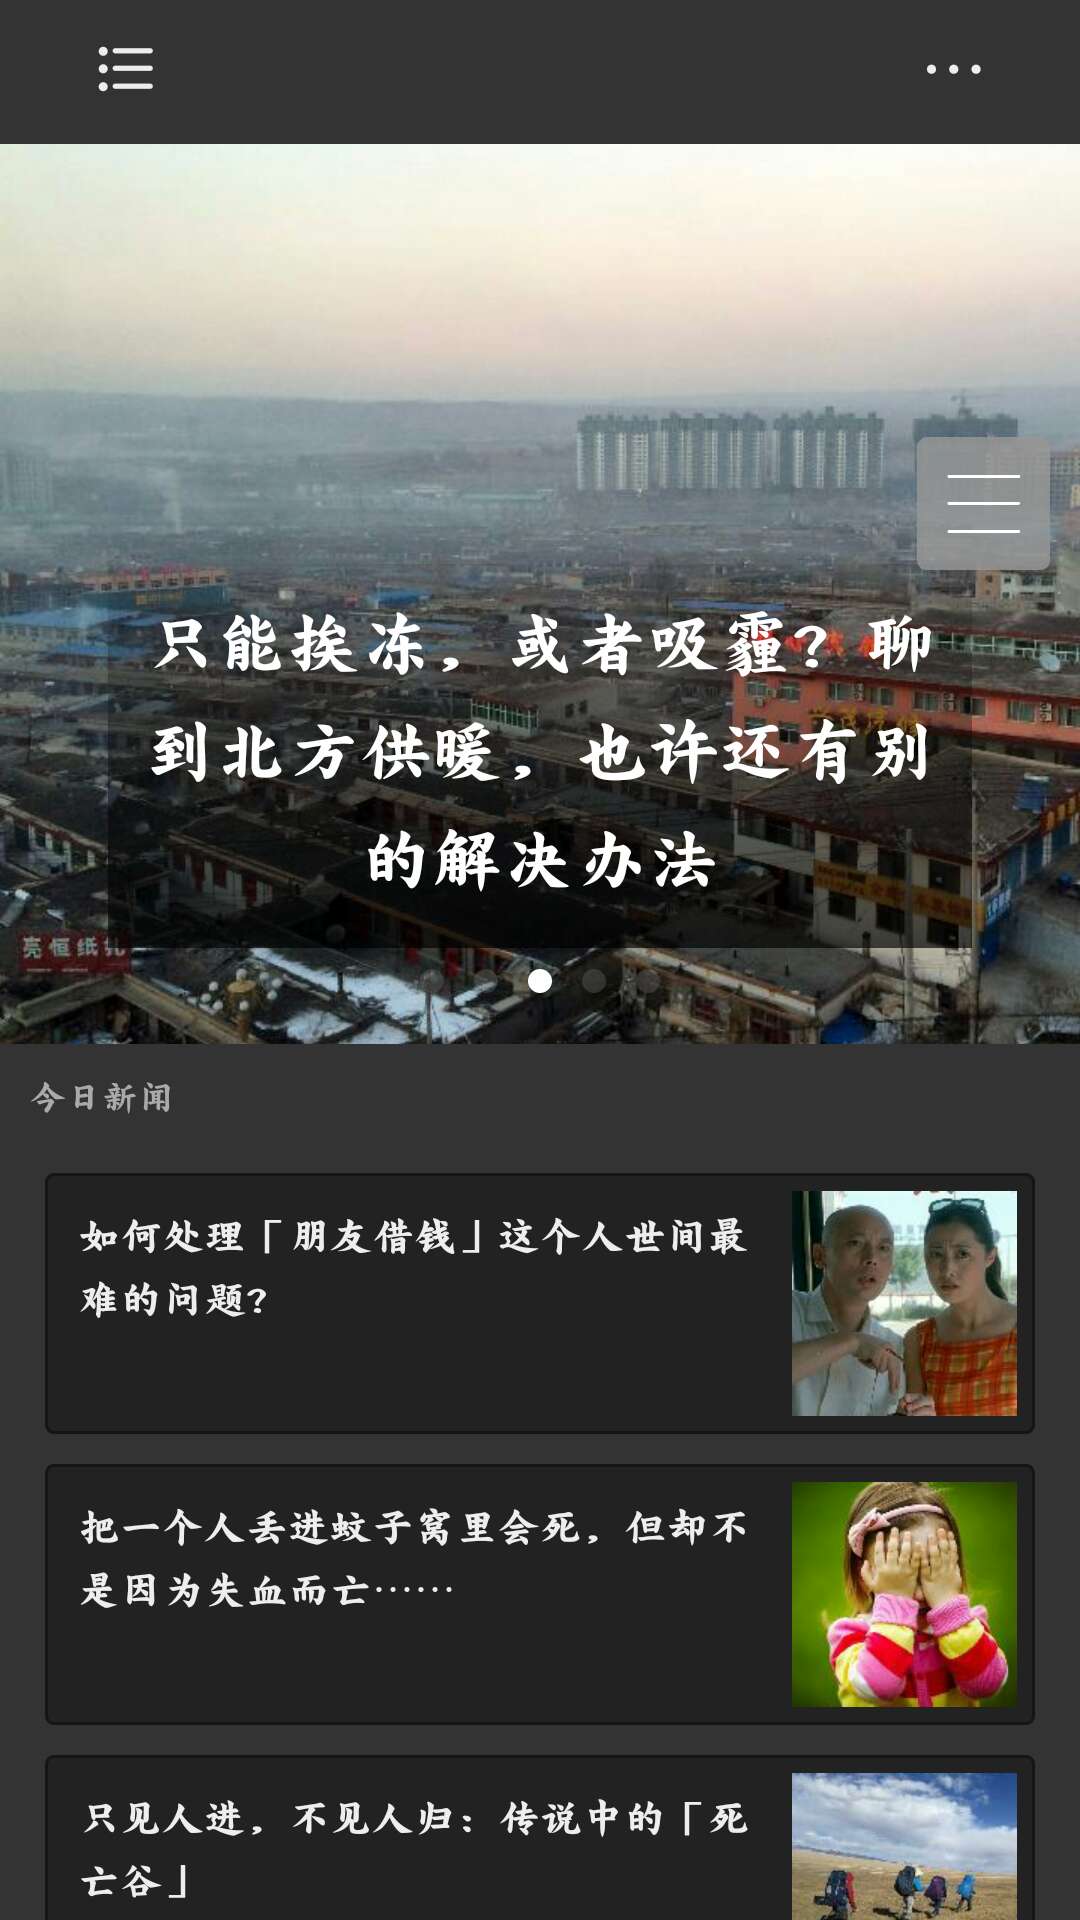 只能挨冻，或者吸霾？聊
到北方供暖，也许还有别
的解决办法
亮恒纸扎
今日新闻
如何处理「朋友借钱」这个人世间最
难的问题？
把一个人丢进蚊子窝里会死，但却不
是因为失血而亡……
只见人进，不见人归：传说中的「死
亡谷」